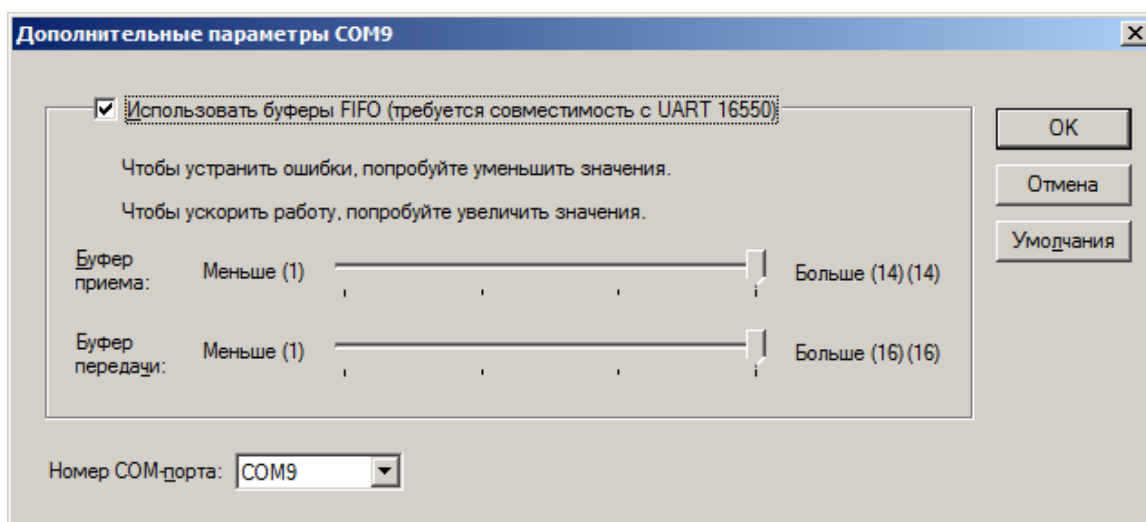 Дополнительные параметры COM9
Использовать буферы FIFO (требуется совместимость с UART 16550)
Чтобы устранить ошибки, попробуйте уменьшить значения.
Чтобы ускорить работу, попробуйте увеличить значения.
Буфер
приема:
Меньше (1)
Больше (14) (14)
Буфер
передачи:
Меньше (1)
Больше (16) (16)
Номер COM-порта:
COM9
OK
Отмена
Умолчания